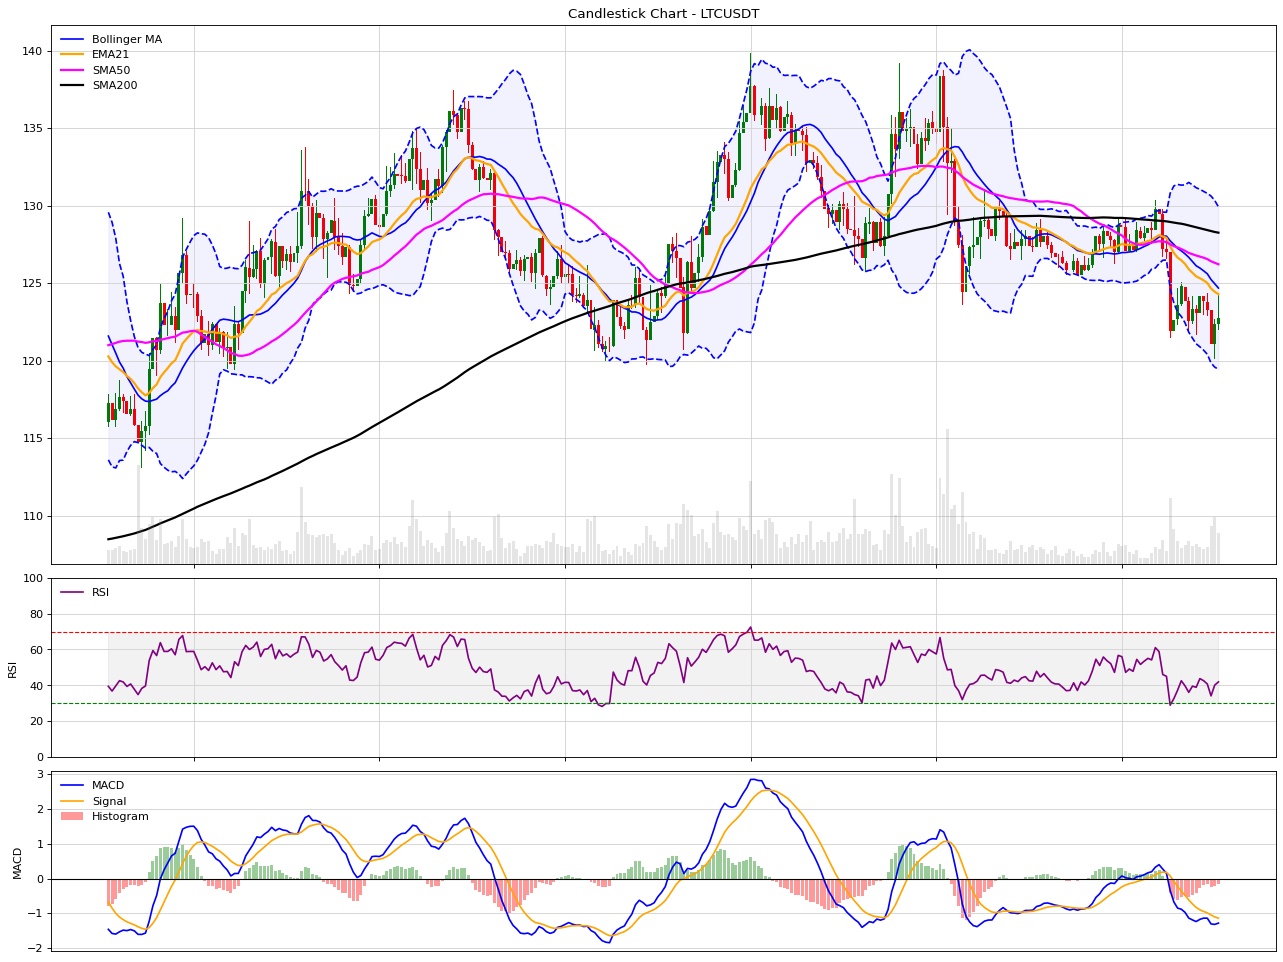 Candlestick Chart - LTCUSDT
Bollinger MA
EMA21
SMA50
SMA200
140
135
130
125
120
115
110
RSI
100
80
60
40
20
0
RSI
MACD
Signal
Histogram
3
2
1
0
−1
−2
MACD